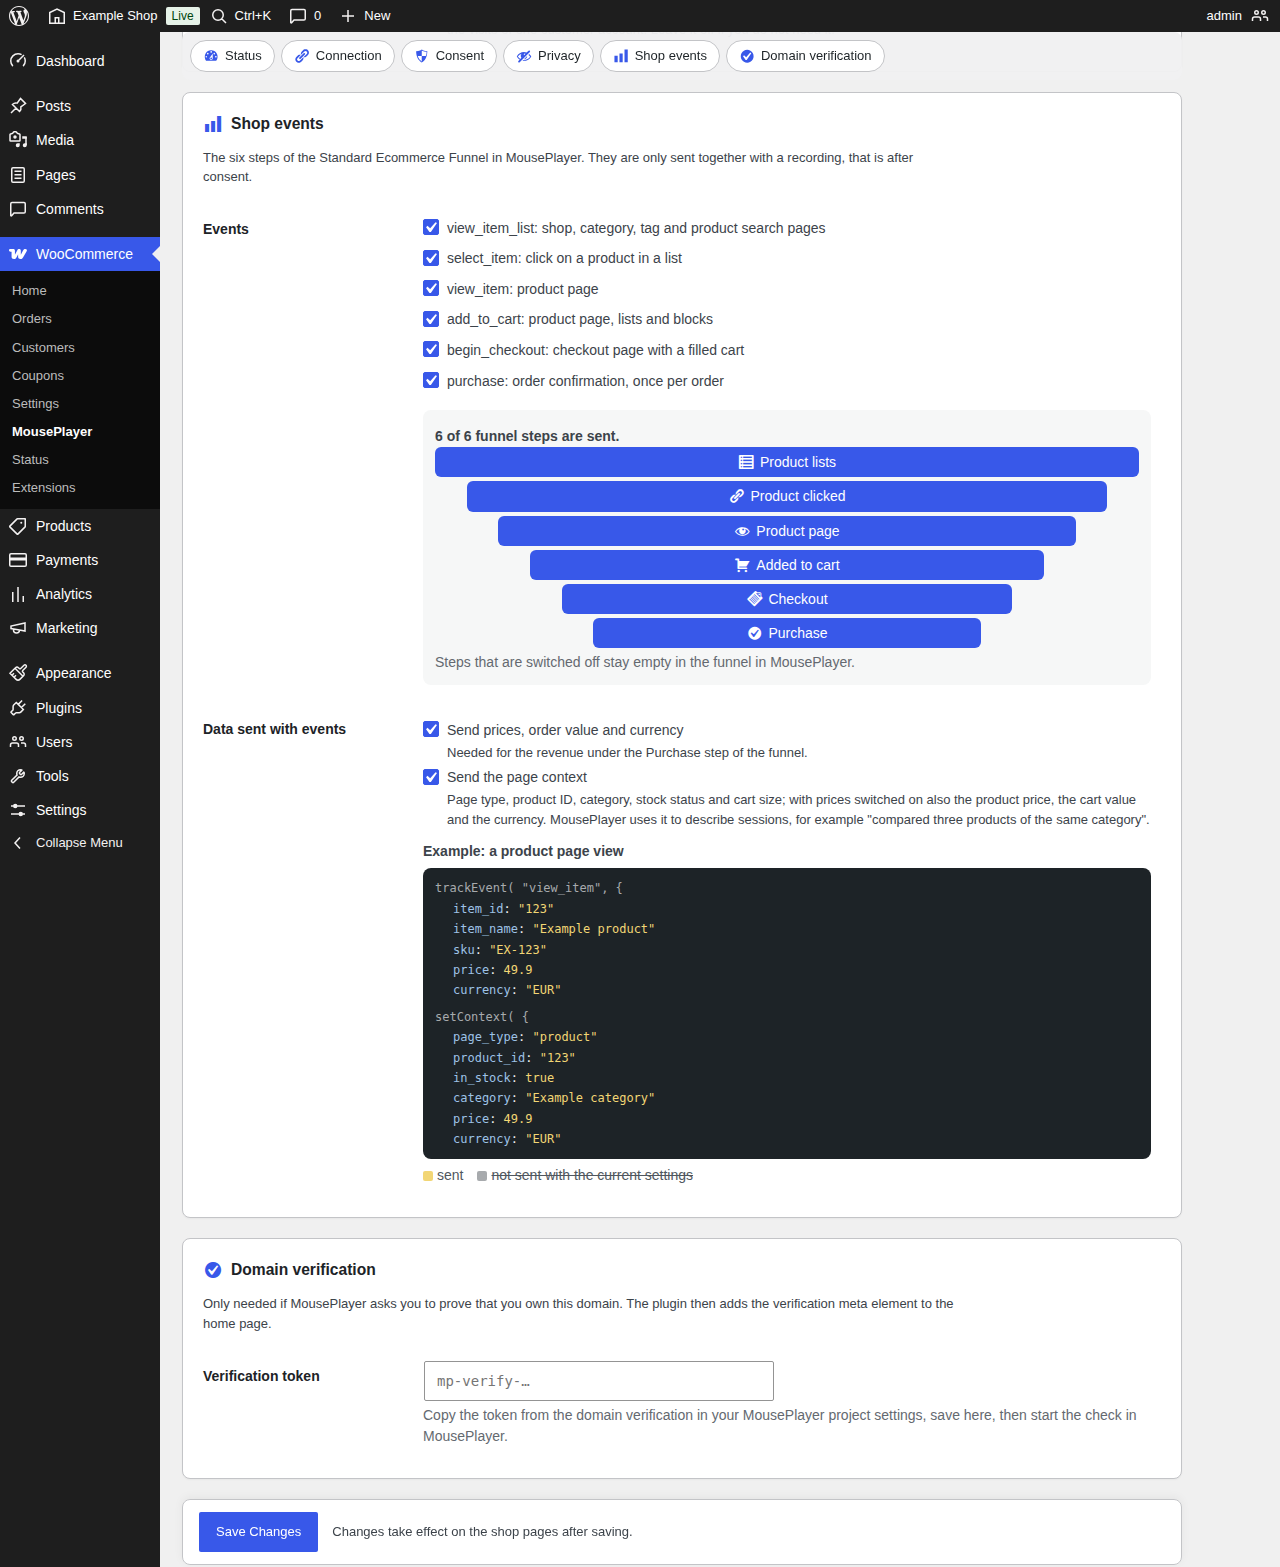 Example Shop Live Ctrl+K 0 New admin
Dashboard
Posts
Media
Pages
Comments
WooCommerce
Home
Orders
Customers
Coupons
Settings
MousePlayer
Status
Extensions
Products
Payments
Analytics
Marketing
Appearance
Plugins
Users
Tools
Settings
Collapse Menu
Status Connection Consent Privacy Shop events Domain verification
Shop events
The six steps of the Standard Ecommerce Funnel in MousePlayer. They are only sent together with a recording, that is after
consent.
Events
view_item_list: shop, category, tag and product search pages
select_item: click on a product in a list
view_item: product page
add_to_cart: product page, lists and blocks
begin_checkout: checkout page with a filled cart
purchase: order confirmation, once per order
6 of 6 funnel steps are sent.
Product lists
Product clicked
Product page
Added to cart
Checkout
Purchase
Steps that are switched off stay empty in the funnel in MousePlayer.
Data sent with events
Send prices, order value and currency
Needed for the revenue under the Purchase step of the funnel.
Send the page context
Page type, product ID, category, stock status and cart size; with prices switched on also the product price, the cart value
and the currency. MousePlayer uses it to describe sessions, for example "compared three products of the same category".
Example: a product page view
trackEvent( "view_item", {
item_id: "123"
item_name: "Example product"
sku: "EX-123"
price: 49.9
currency: "EUR"
setContext( {
page_type: "product"
product_id: "123"
in_stock: true
category: "Example category"
price: 49.9
currency: "EUR"
sent not sent with the current settings
Domain verification
Only needed if MousePlayer asks you to prove that you own this domain. The plugin then adds the verification meta element to the
home page.
Verification token
mp-verify-…
Copy the token from the domain verification in your MousePlayer project settings, save here, then start the check in
MousePlayer.
Save Changes Changes take effect on the shop pages after saving.